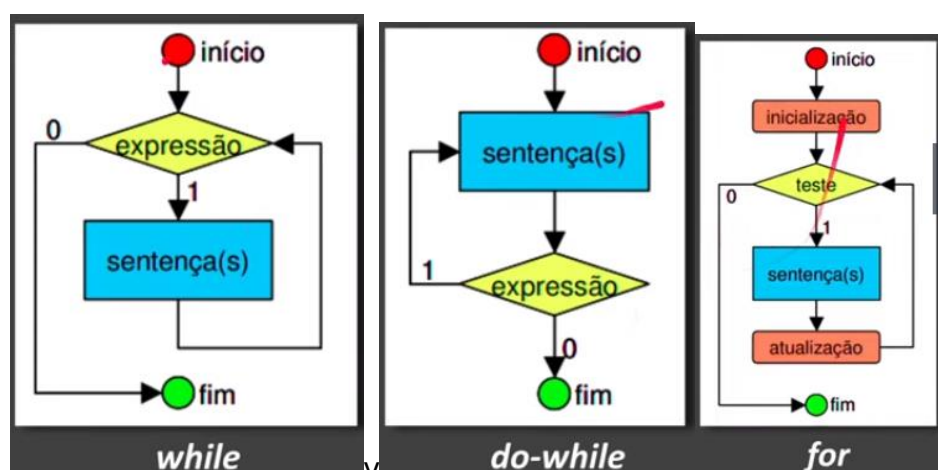 início
0
expressão
1
sentença(s)
fim
while
v
início
sentença(s)
1
expressão
0
fim
do-while
início
inicialização
teste
0
1
sentença(s)
atualização
fim
for